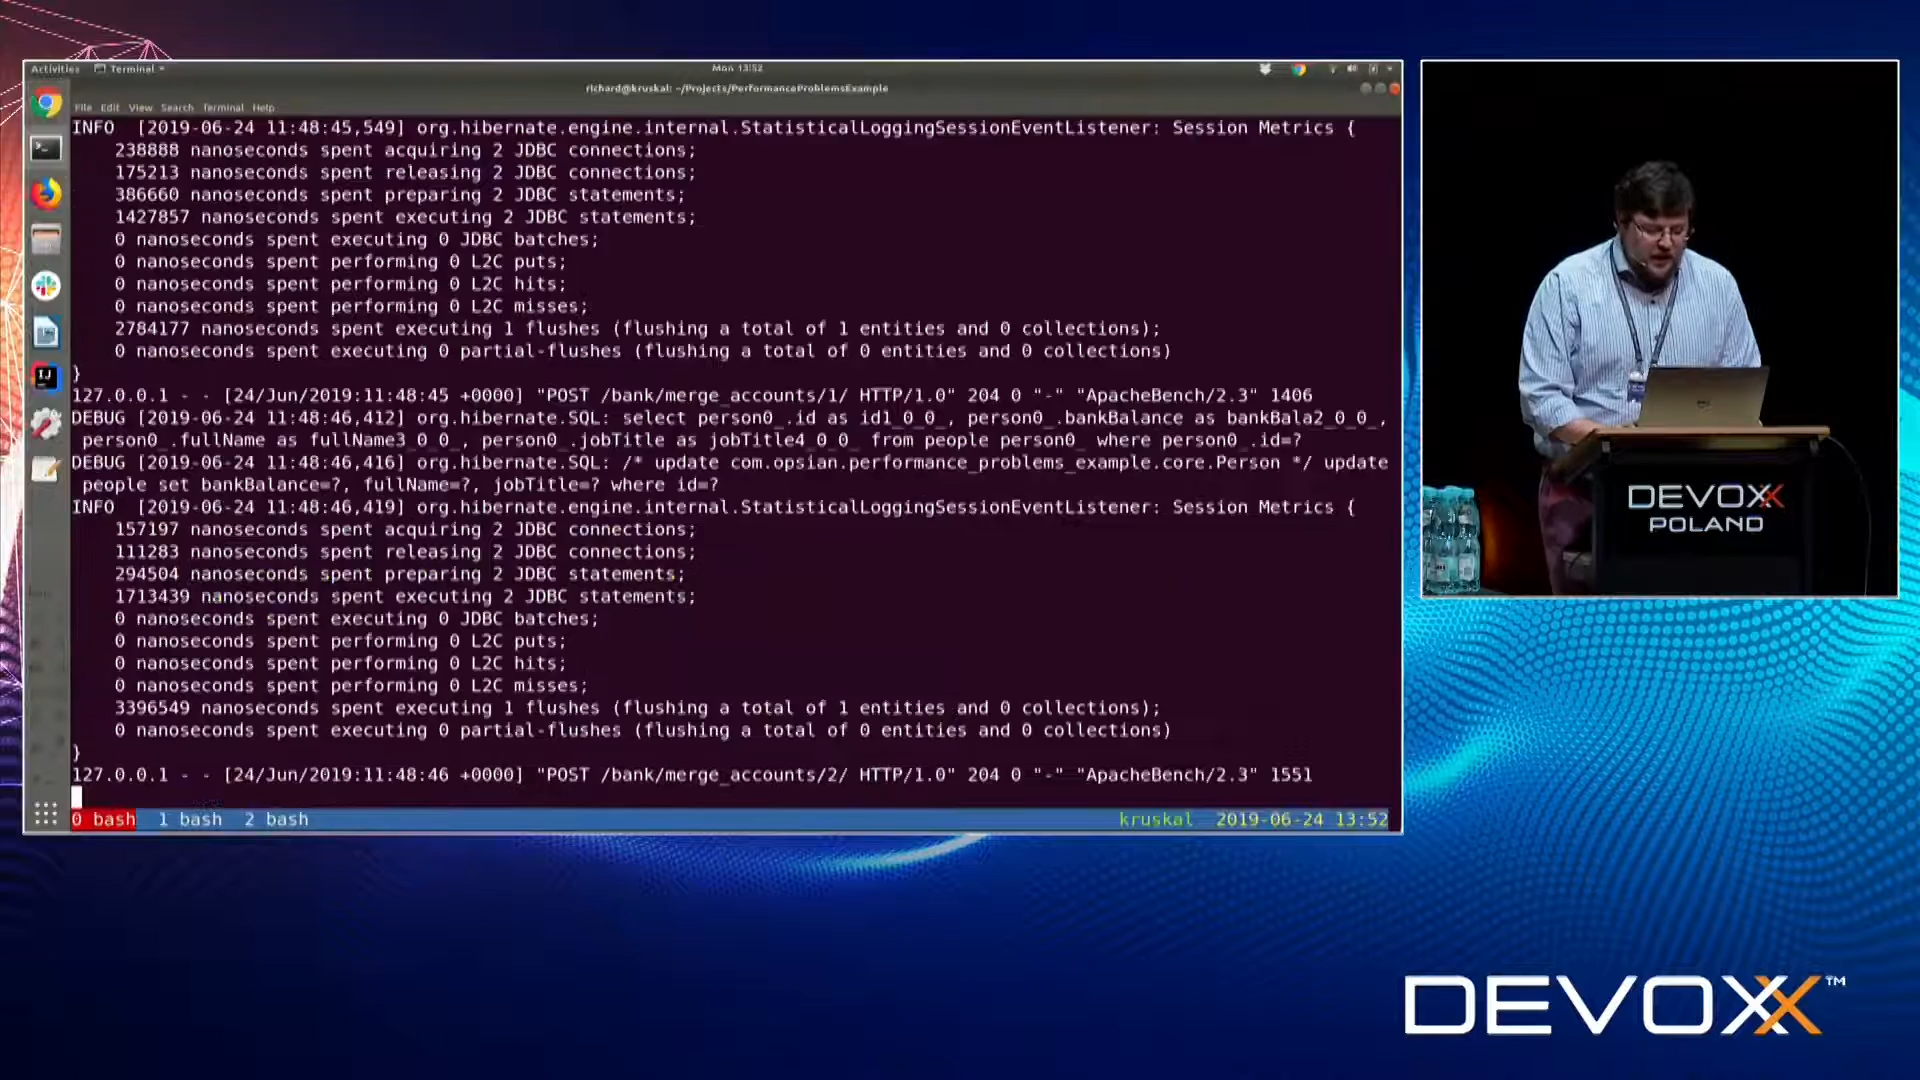 Activities Terminal
Mon 13:52
richard@kruskal: ~/Projects/PerformanceProblemsExample
File Edit View Search Terminal Help
INFO [2019-06-24 11:48:45,549] org.hibernate.engine.internal.StatisticalLoggingSessionEventListener: Session Metrics {
238888 nanoseconds spent acquiring 2 JDBC connections;
175213 nanoseconds spent releasing 2 JDBC connections;
386660 nanoseconds spent preparing 2 JDBC statements;
1427857 nanoseconds spent executing 2 JDBC statements;
0 nanoseconds spent executing 0 JDBC batches;
0 nanoseconds spent performing 0 L2C puts;
0 nanoseconds spent performing 0 L2C hits;
0 nanoseconds spent performing 0 L2C misses;
2784177 nanoseconds spent executing 1 flushes (flushing a total of 1 entities and 0 collections);
0 nanoseconds spent executing 0 partial-flushes (flushing a total of 0 entities and 0 collections)
}
127.0.0.1 - - [24/Jun/2019:11:48:45 +0000] "POST /bank/merge_accounts/1/ HTTP/1.0" 204 0 "-" "ApacheBench/2.3" 1406
DEBUG [2019-06-24 11:48:46,412] org.hibernate.SQL: select person0_.id as id1_0_0_, person0_.bankBalance as bankBala2_0_0_,
person0_.fullName as fullName3_0_0_, person0_.jobTitle as jobTitle4_0_0_ from people person0_ where person0_.id=?
DEBUG [2019-06-24 11:48:46,416] org.hibernate.SQL: /* update com.opsian.performance_problems_example.core.Person */ update
people set bankBalance=?, fullName=?, jobTitle=? where id=?
INFO [2019-06-24 11:48:46,419] org.hibernate.engine.internal.StatisticalLoggingSessionEventListener: Session Metrics {
157197 nanoseconds spent acquiring 2 JDBC connections;
111283 nanoseconds spent releasing 2 JDBC connections;
294504 nanoseconds spent preparing 2 JDBC statements;
1713439 nanoseconds spent executing 2 JDBC statements;
0 nanoseconds spent executing 0 JDBC batches;
0 nanoseconds spent performing 0 L2C puts;
0 nanoseconds spent performing 0 L2C hits;
0 nanoseconds spent performing 0 L2C misses;
3396549 nanoseconds spent executing 1 flushes (flushing a total of 1 entities and 0 collections);
0 nanoseconds spent executing 0 partial-flushes (flushing a total of 0 entities and 0 collections)
}
127.0.0.1 - - [24/Jun/2019:11:48:46 +0000] "POST /bank/merge_accounts/2/ HTTP/1.0" 204 0 "-" "ApacheBench/2.3" 1551
0 bash 1 bash 2 bash
kruskal 2019-06-24 13:52
DEVOXX
POLAND
DEVOXX™